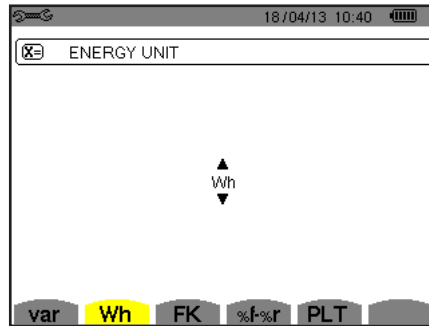 18/04/13 10:40
X= ENERGY UNIT
Wh
var Wh FK %f-%r PLT